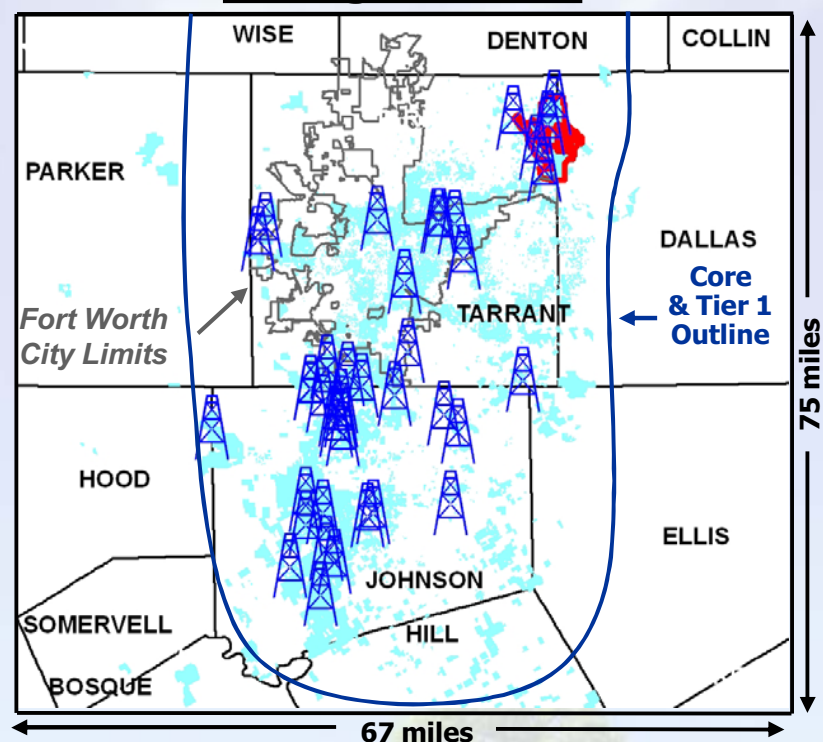 WISE
DENTON
COLLIN
PARKER
DALLAS
Core
& Tier 1
Outline
Fort Worth
City Limits
TARRANT
75 miles
HOOD
ELLIS
JOHNSON
SOMERVELL
HILL
BOSQUE
67 miles